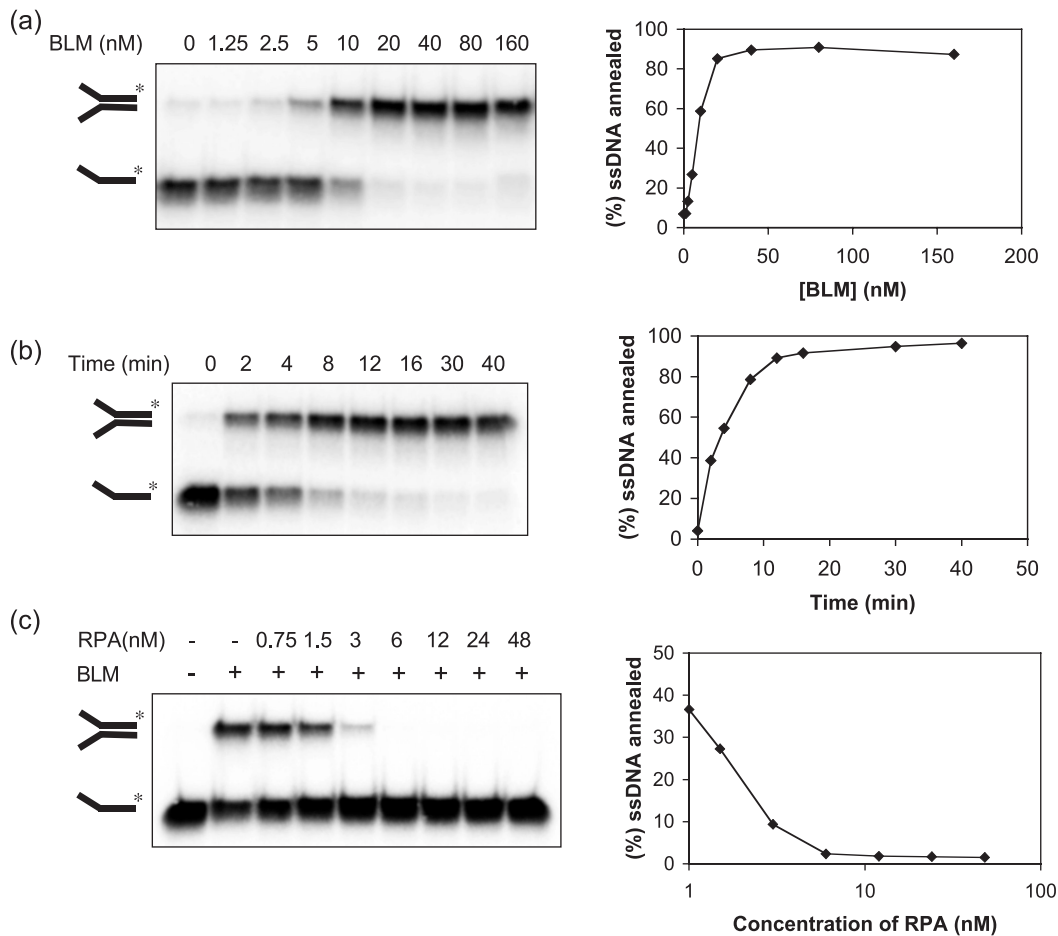 (a)
BLM (nM) 0 1.25 2.5 5 10 20 40 80 160
*
*
(%) ssDNA annealed
100
80
60
40
20
0
0 50 100 150 200
[BLM] (nM)
(b)
Time (min) 0 2 4 8 12 16 30 40
*
*
(%) ssDNA annealed
100
80
60
40
20
0
0 10 20 30 40 50
Time (min)
(c)
RPA(nM) - - 0.75 1.5 3 6 12 24 48
BLM - + + + + + + + +
*
*
(%) ssDNA annealed
50
40
30
20
10
0
1 10 100
Concentration of RPA (nM)